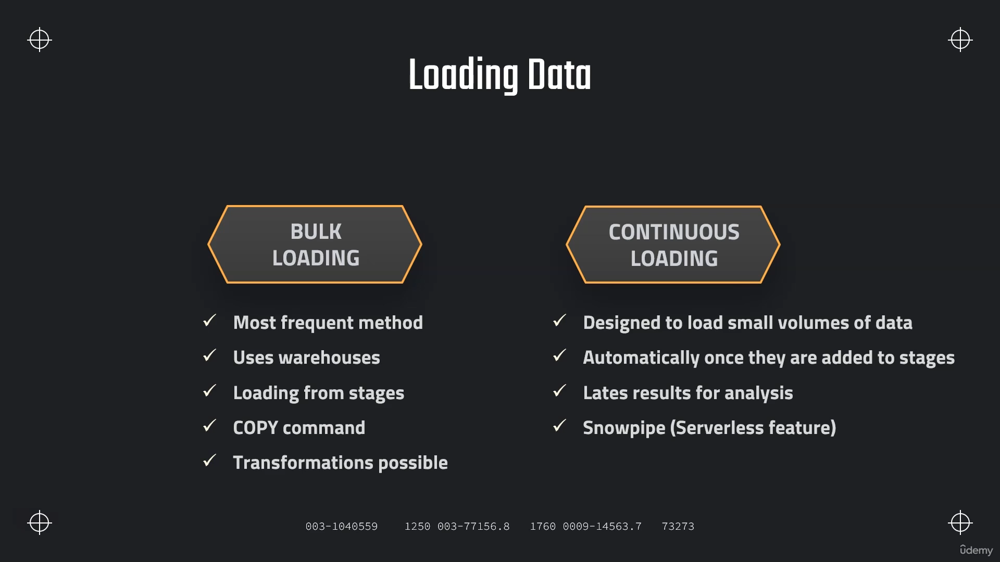 Loading Data
BULK
LOADING
Most frequent method
Uses warehouses
Loading from stages
COPY command
Transformations possible
CONTINUOUS
LOADING
Designed to load small volumes of data
Automatically once they are added to stages
Lates results for analysis
Snowpipe (Serverless feature)
003-1040559 1250 003-77156.8 1760 0009-14563.7 73273
ûdemy